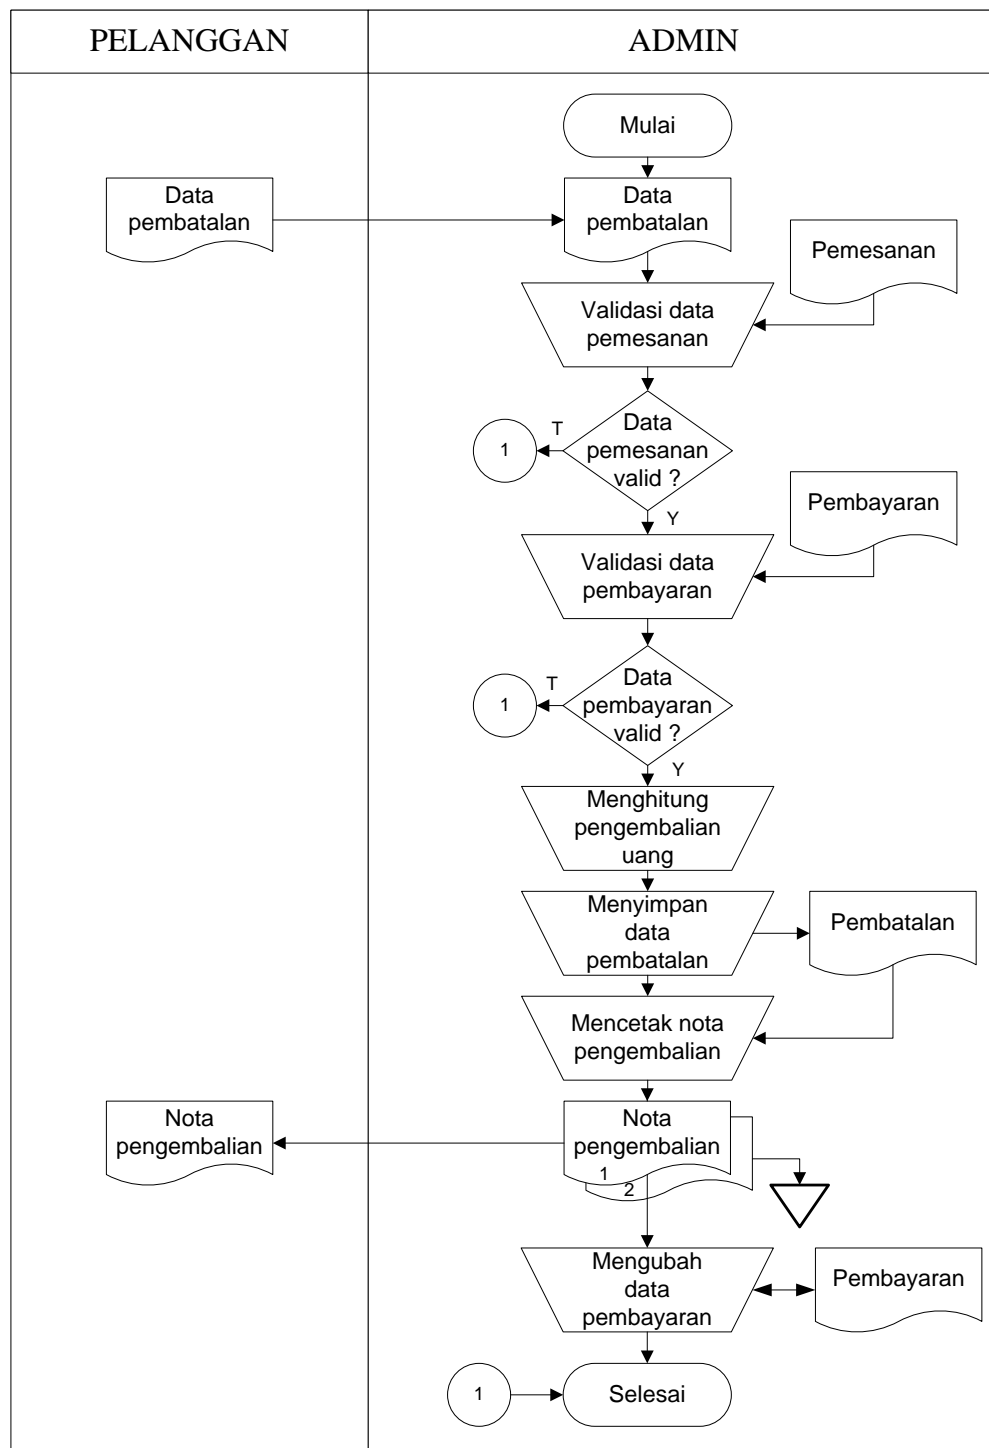 PELANGGAN
ADMIN
Mulai
Data
pembatalan
Data
pembatalan
Pemesanan
Validasi data
pemesanan
Data
pemesanan
valid ?
T
1
Y
Pembayaran
Validasi data
pembayaran
Data
pembayaran
valid ?
T
1
Y
Menghitung
pengembalian
uang
Menyimpan
data
pembatalan
Pembatalan
Mencetak nota
pengembalian
Nota
pengembalian
Nota
pengembalian
1
2
Mengubah
data
pembayaran
Pembayaran
1
Selesai